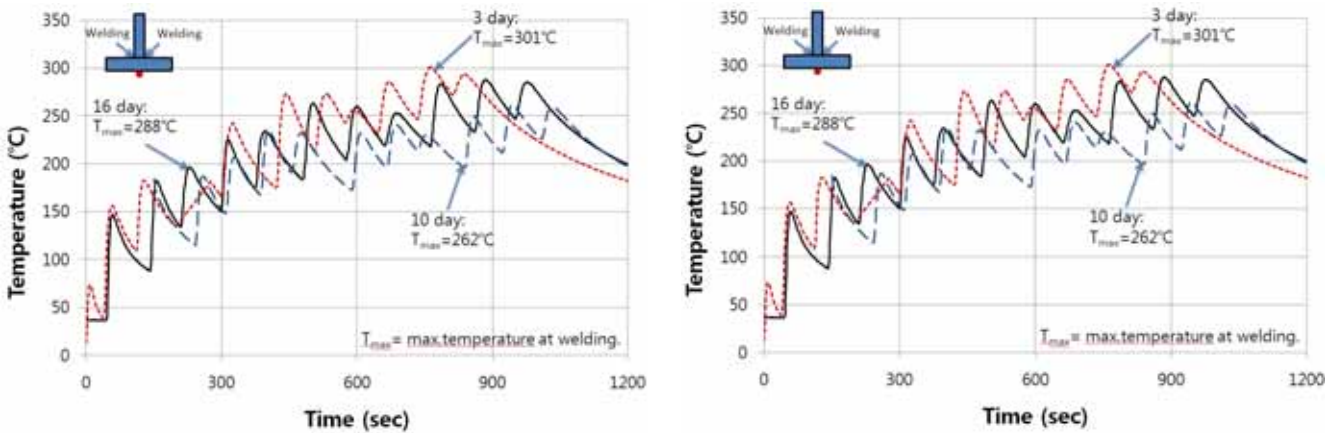 350
300
250
200
150
100
50
0
Temperature (℃)
Welding Welding
3 day:
Tmax=301℃
16 day:
Tmax=288℃
10 day:
Tmax=262℃
Tmax= max.temperature at welding.
0 300 600 900 1200
Time (sec)
350
300
250
200
150
100
50
0
Temperature (℃)
Welding Welding
3 day:
Tmax=301℃
16 day:
Tmax=288℃
10 day:
Tmax=262℃
Tmax= max.temperature at welding.
0 300 600 900 1200
Time (sec)